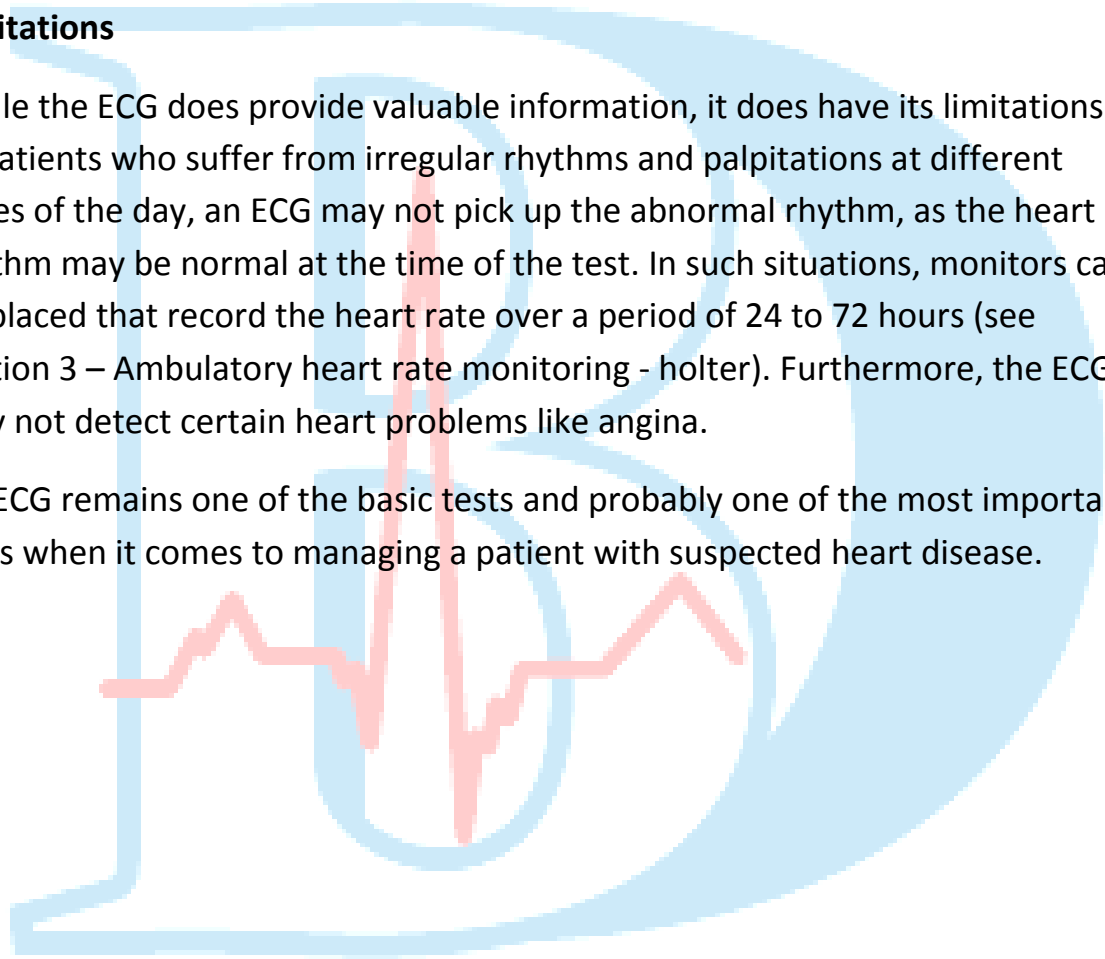 itations
le the ECG does provide valuable information, it does have its limitations
atients who suffer from irregular rhythms and palpitations at different
es of the day, an ECG may not pick up the abnormal rhythm, as the heart
thm may be normal at the time of the test. In such situations, monitors ca
placed that record the heart rate over a period of 24 to 72 hours (see
tion 3 – Ambulatory heart rate monitoring - holter). Furthermore, the ECG
y not detect certain heart problems like angina.
ECG remains one of the basic tests and probably one of the most importa
s when it comes to managing a patient with suspected heart disease.